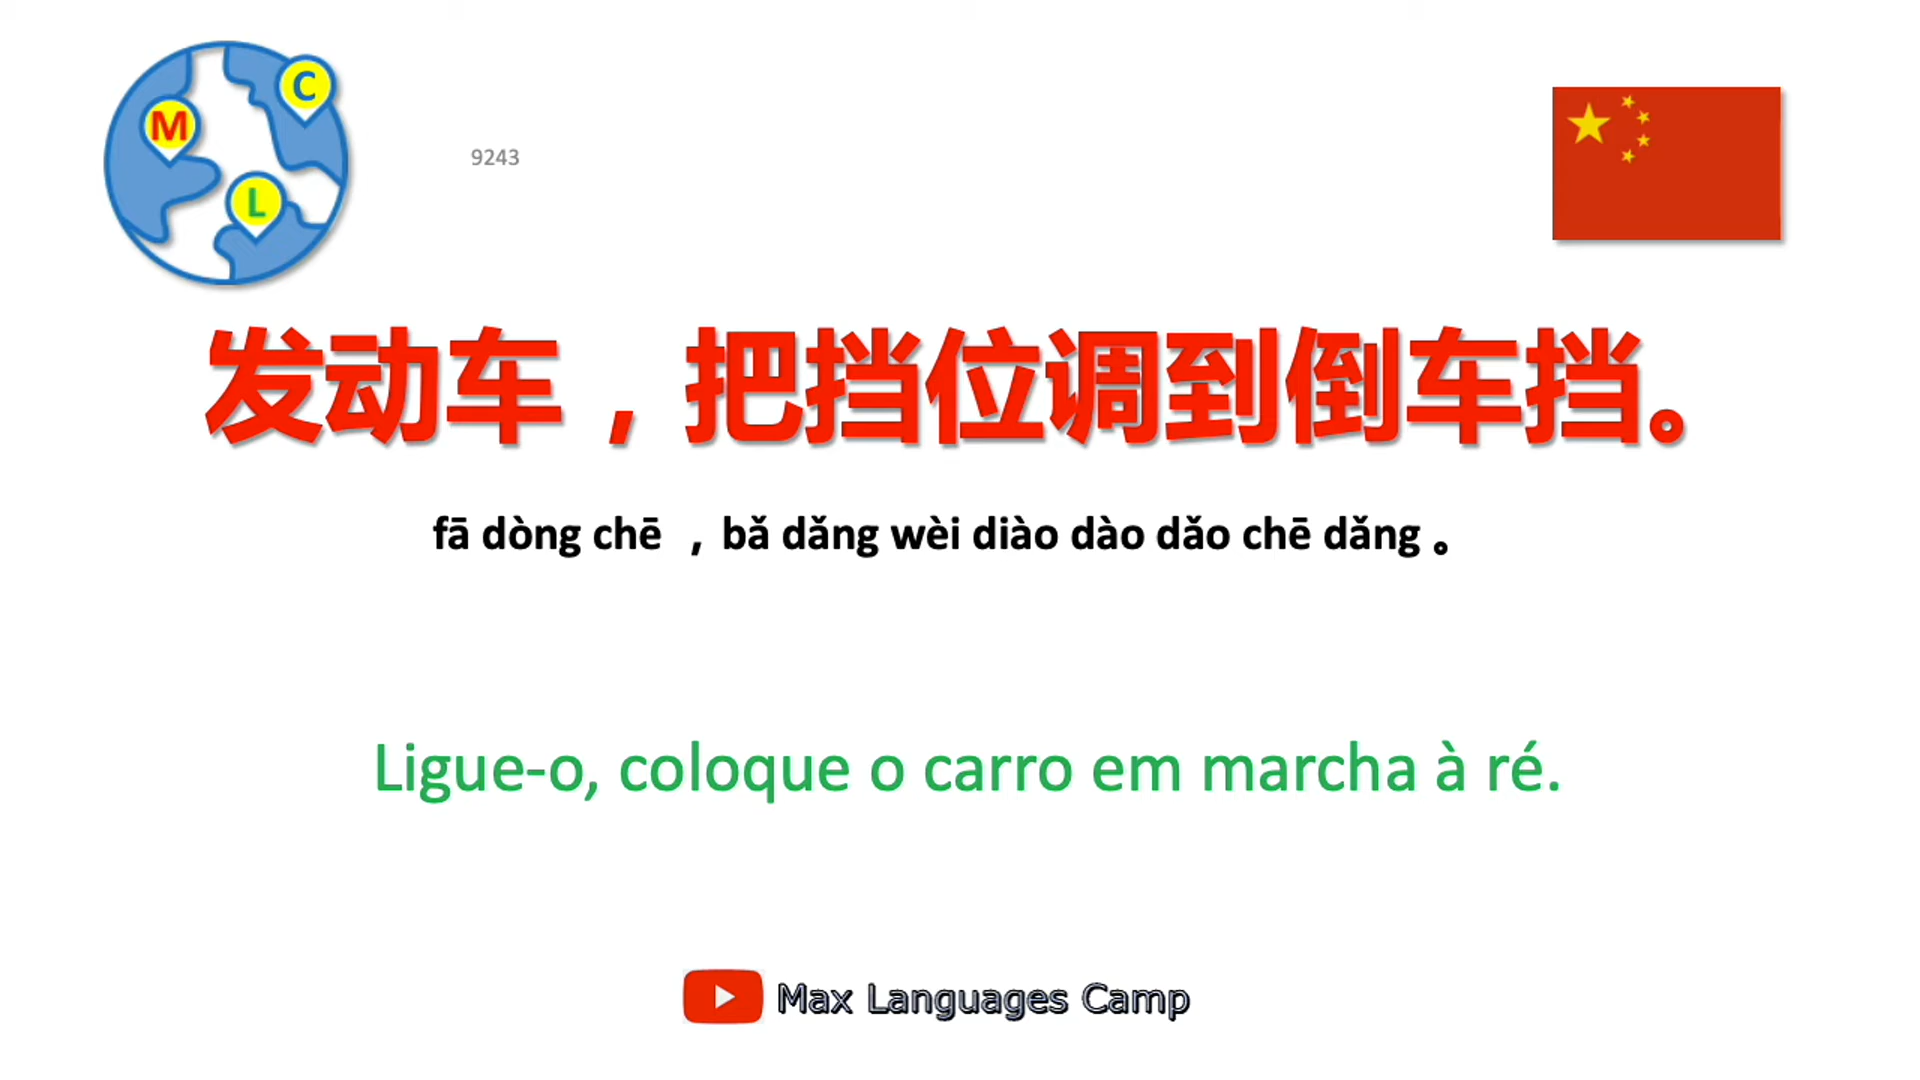 M
C
L
9243
发动车，把挡位调到倒车挡。
fā dòng chē ，bǎ dǎng wèi diào dào dǎo chē dǎng 。
Ligue-o, coloque o carro em marcha à ré.
Max Languages Camp